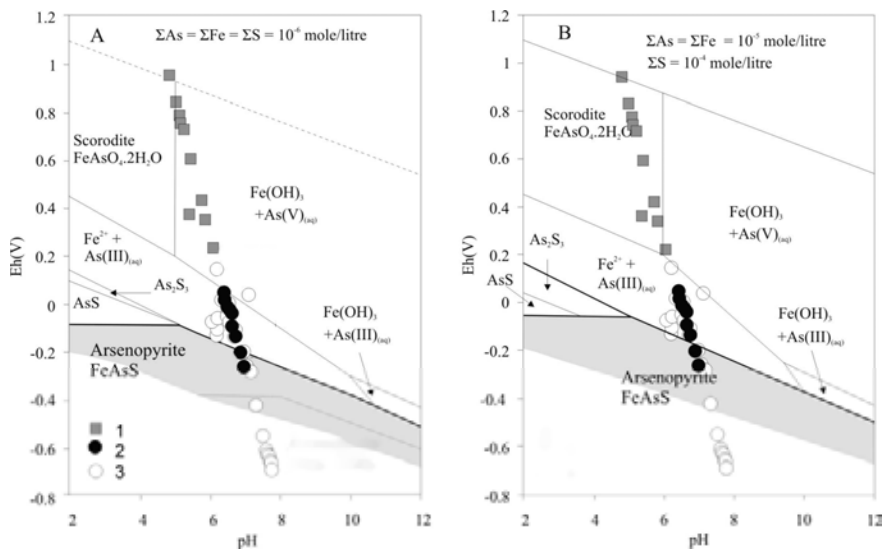 A
ΣAs = ΣFe = ΣS = 10⁻⁶ mole/litre
Eh(V)
1
0.8
0.6
0.4
0.2
0
-0.2
-0.4
-0.6
-0.8
Scorodite
FeAsO₄.2H₂O
Fe(OH)₃
+As(V)(aq)
Fe²⁺ +
As(III)(aq)
As₂S₃
AsS
Fe(OH)₃
+As(III)(aq)
Arsenopyrite
FeAsS
1
2
3
2 4 6 8 10 12
pH
B
ΣAs = ΣFe = 10⁻⁵ mole/litre
ΣS = 10⁻⁴ mole/litre
Eh(V)
1
0.8
0.6
0.4
0.2
0
-0.2
-0.4
-0.6
-0.8
Scorodite
FeAsO₄.2H₂O
Fe(OH)₃
+As(V)(aq)
As₂S₃
Fe²⁺ +
As(III)(aq)
AsS
Fe(OH)₃
+As(III)(aq)
Arsenopyrite
FeAsS
2 4 6 8 10 12
pH